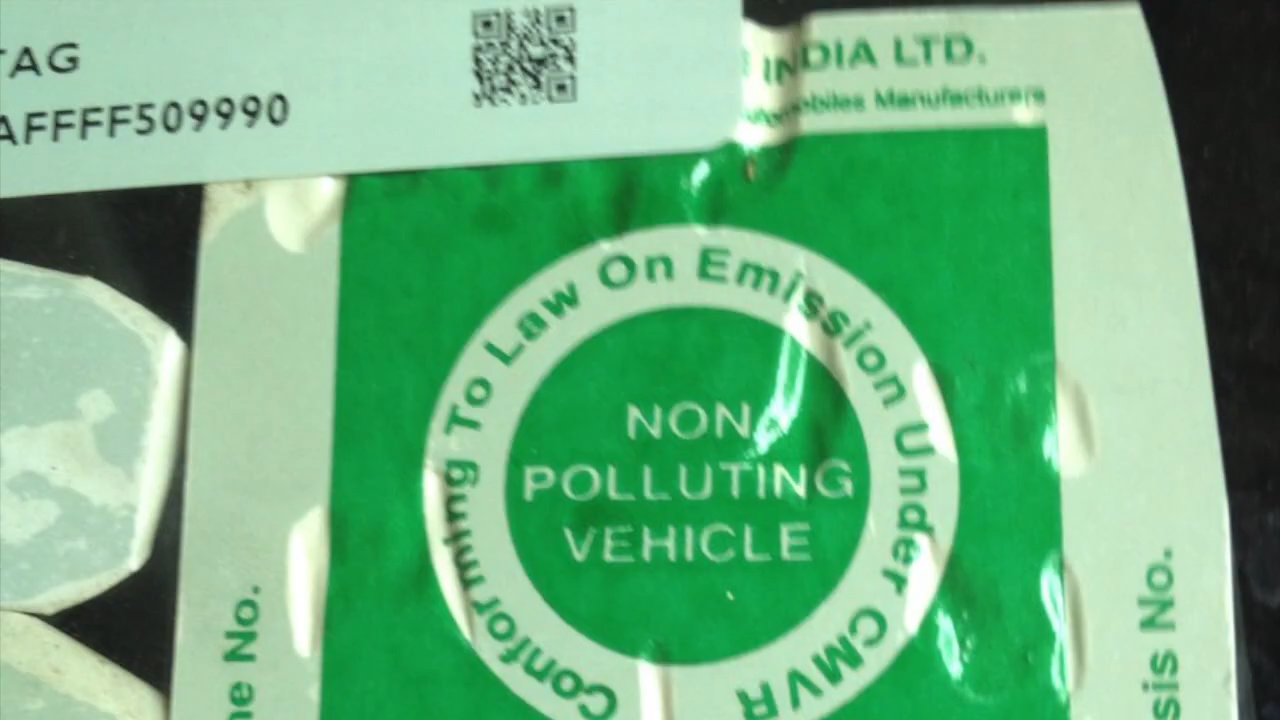 TAG
AFFFF509990
INDIA LTD.
Automobiles Manufacturers
Conforming To Law On Emission Under CMVR
NON
POLLUTING
VEHICLE
ne No.
sis No.